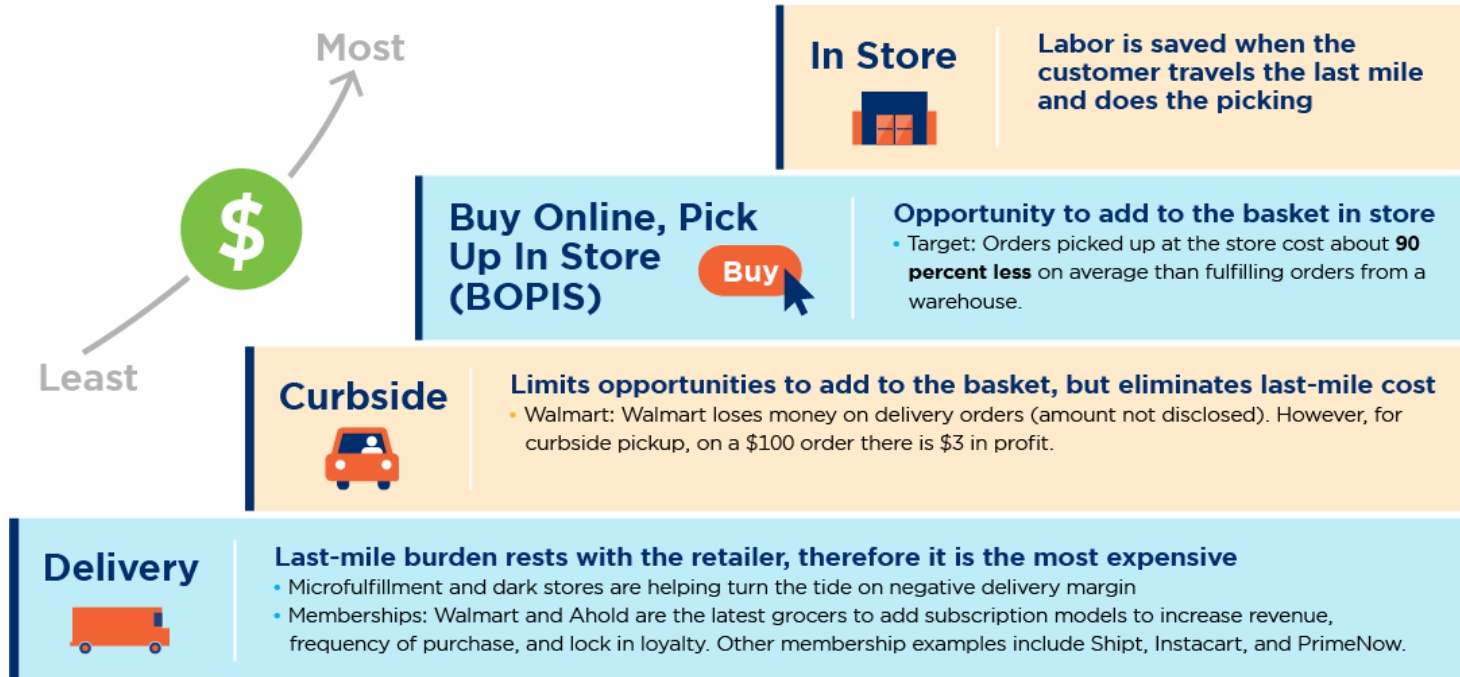 Most
$
Least
In Store
Labor is saved when the
customer travels the last mile
and does the picking
Buy Online, Pick
Up In Store
(BOPIS)
Buy
Opportunity to add to the basket in store
• Target: Orders picked up at the store cost about 90
percent less on average than fulfilling orders from a
warehouse.
Curbside
Limits opportunities to add to the basket, but eliminates last-mile cost
• Walmart: Walmart loses money on delivery orders (amount not disclosed). However, for
curbside pickup, on a $100 order there is $3 in profit.
Delivery
Last-mile burden rests with the retailer, therefore it is the most expensive
• Microfulfillment and dark stores are helping turn the tide on negative delivery margin
• Memberships: Walmart and Ahold are the latest grocers to add subscription models to increase revenue,
frequency of purchase, and lock in loyalty. Other membership examples include Shipt, Instacart, and PrimeNow.